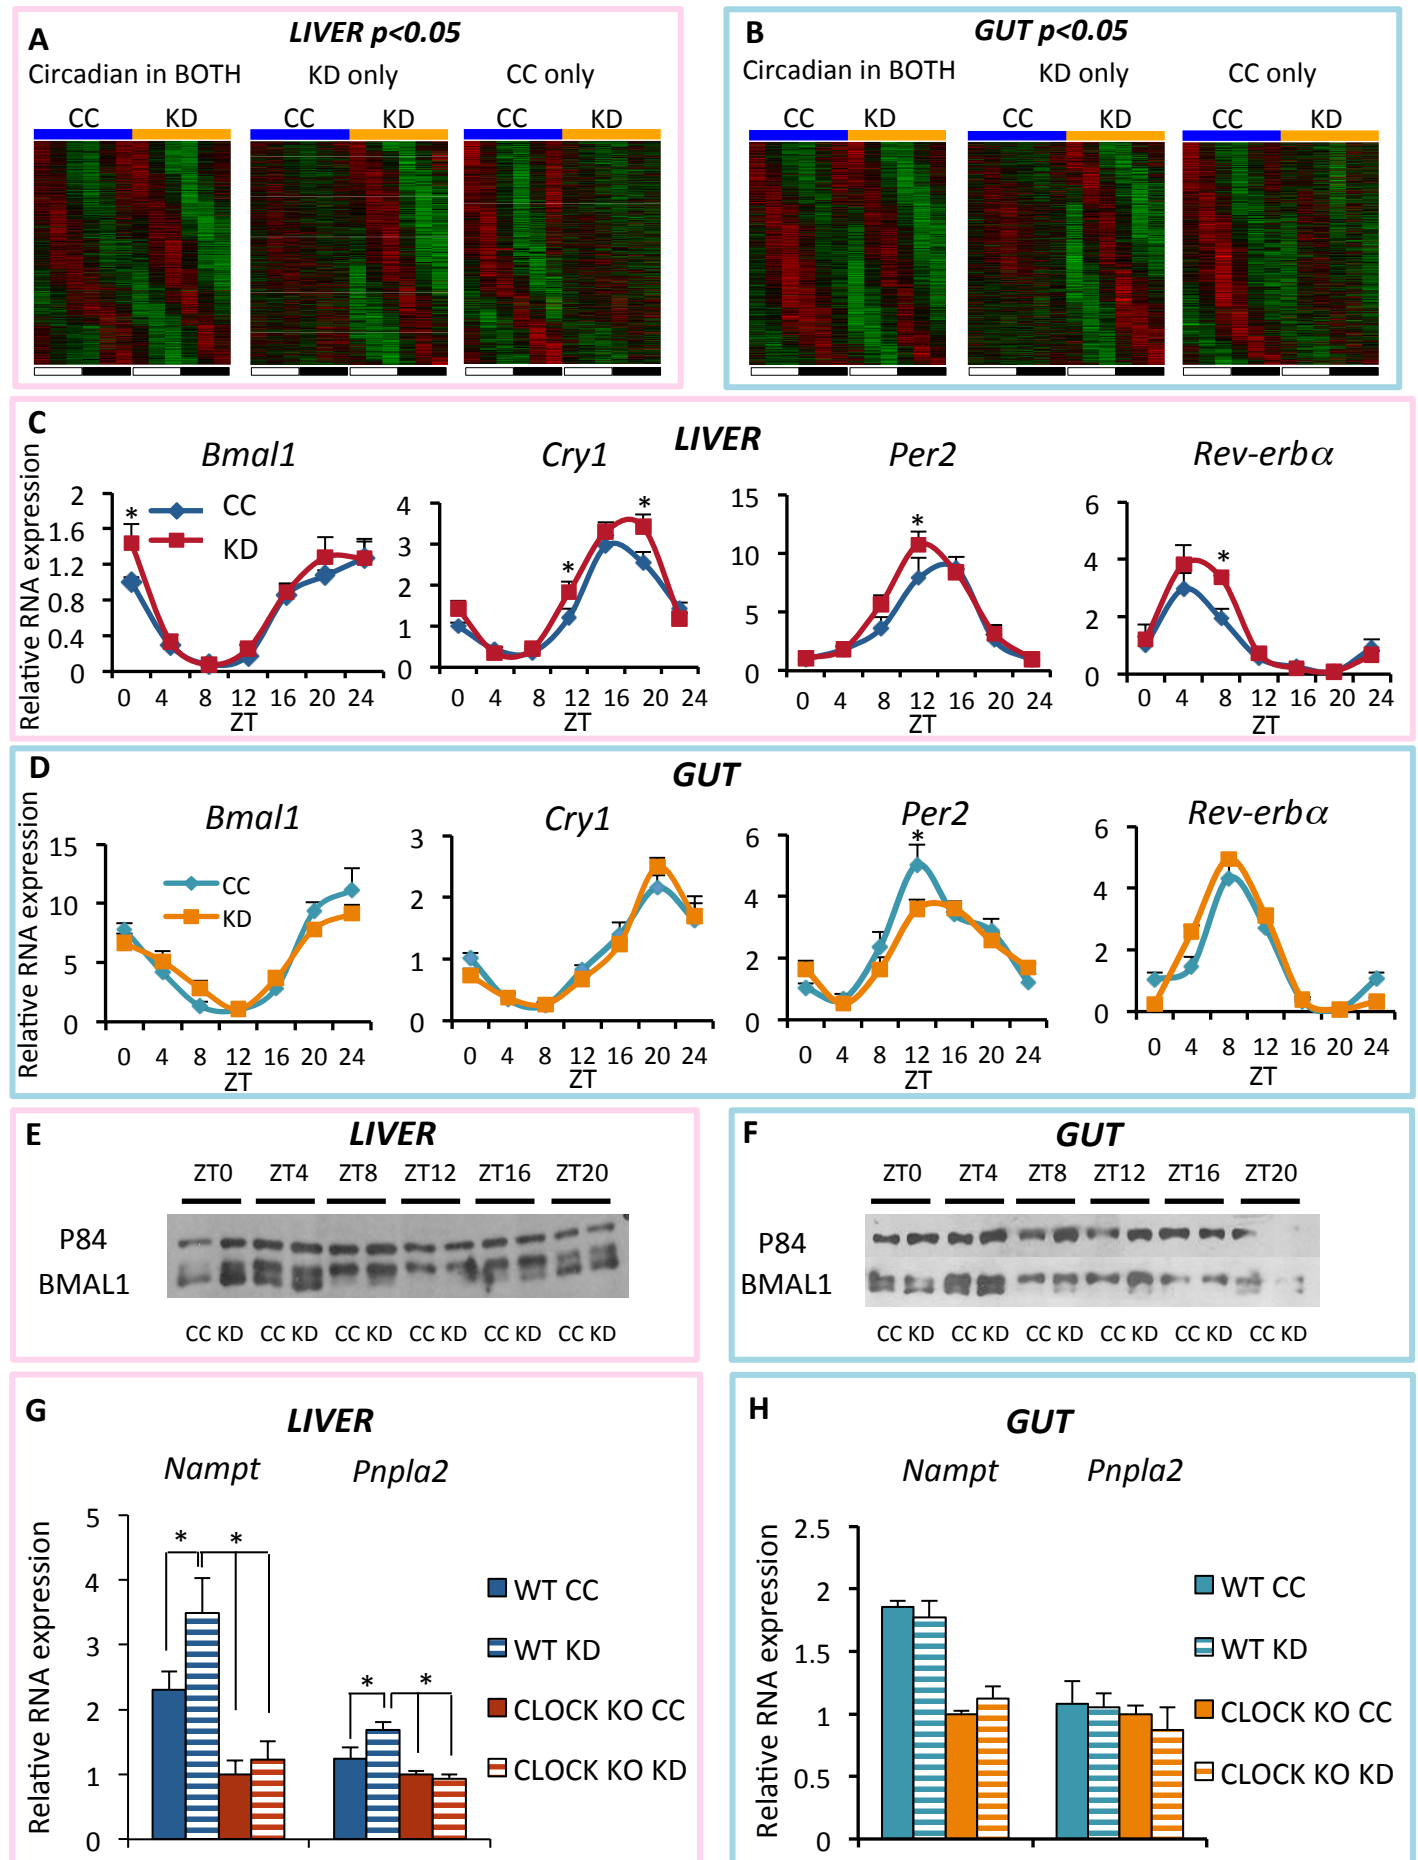 A
LIVER p<0.05
Circadian in BOTH KD only CC only
CC KD CC KD CC KD
B
GUT p<0.05
Circadian in BOTH KD only CC only
CC KD CC KD CC KD
C
LIVER
Bmal1 Cry1 Per2 Rev-erbα
Relative RNA expression
2
1.6
1.2
0.8
0.4
0
*
CC
KD
0 4 8 12 16 20 24
ZT
4
3
2
1
0
* *
0 4 8 12 16 20 24
ZT
15
10
5
0
*
0 4 8 12 16 20 24
ZT
6
4
2
0
*
0 4 8 12 16 20 24
ZT
D
GUT
Bmal1 Cry1 Per2 Rev-erbα
Relative RNA expression
15
10
5
0
CC
KD
0 4 8 12 16 20 24
ZT
3
2
1
0
0 4 8 12 16 20 24
ZT
6
4
2
0
*
0 4 8 12 16 20 24
ZT
6
4
2
0
0 4 8 12 16 20 24
ZT
E
LIVER
ZT0 ZT4 ZT8 ZT12 ZT16 ZT20
P84
BMAL1
CC KD CC KD CC KD CC KD CC KD CC KD
F
GUT
ZT0 ZT4 ZT8 ZT12 ZT16 ZT20
P84
BMAL1
CC KD CC KD CC KD CC KD CC KD CC KD
G
LIVER
Nampt Pnpla2
Relative RNA expression
5
4
3
2
1
0
* *
* *
WT CC
WT KD
CLOCK KO CC
CLOCK KO KD
H
GUT
Nampt Pnpla2
Relative RNA expression
2.5
2
1.5
1
0.5
0
WT CC
WT KD
CLOCK KO CC
CLOCK KO KD